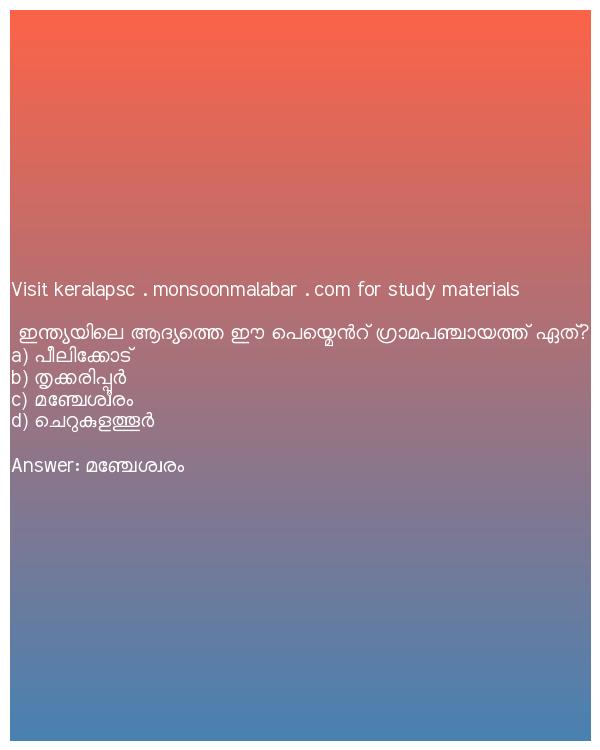 Visit keralapsc . monsoonmalabar . com for study materials
ഇന്ത്യയിലെ ആദ്യത്തെ ഈ പെയ്മെൻറ് ഗ്രാമപഞ്ചായത്ത് ഏത്?
a) പീലിക്കോട്
b) തൃക്കരിപ്പൂർ
c) മഞ്ചേശ്വരം
d) ചെറുകുളത്തൂർ
Answer: മഞ്ചേശ്വരം